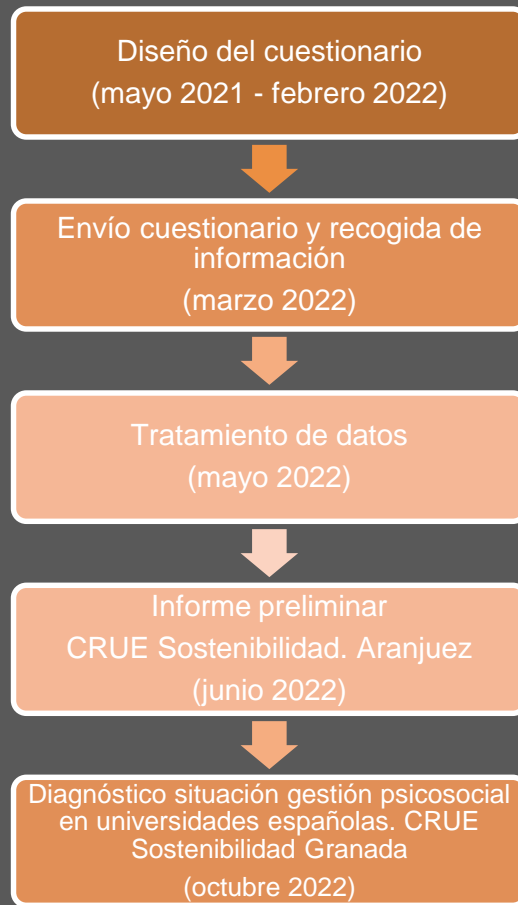 Diseño del cuestionario
(mayo 2021 - febrero 2022)
Envío cuestionario y recogida de
información
(marzo 2022)
Tratamiento de datos
(mayo 2022)
Informe preliminar
CRUE Sostenibilidad. Aranjuez
(junio 2022)
Diagnóstico situación gestión psicosocial
en universidades españolas. CRUE
Sostenibilidad Granada
(octubre 2022)